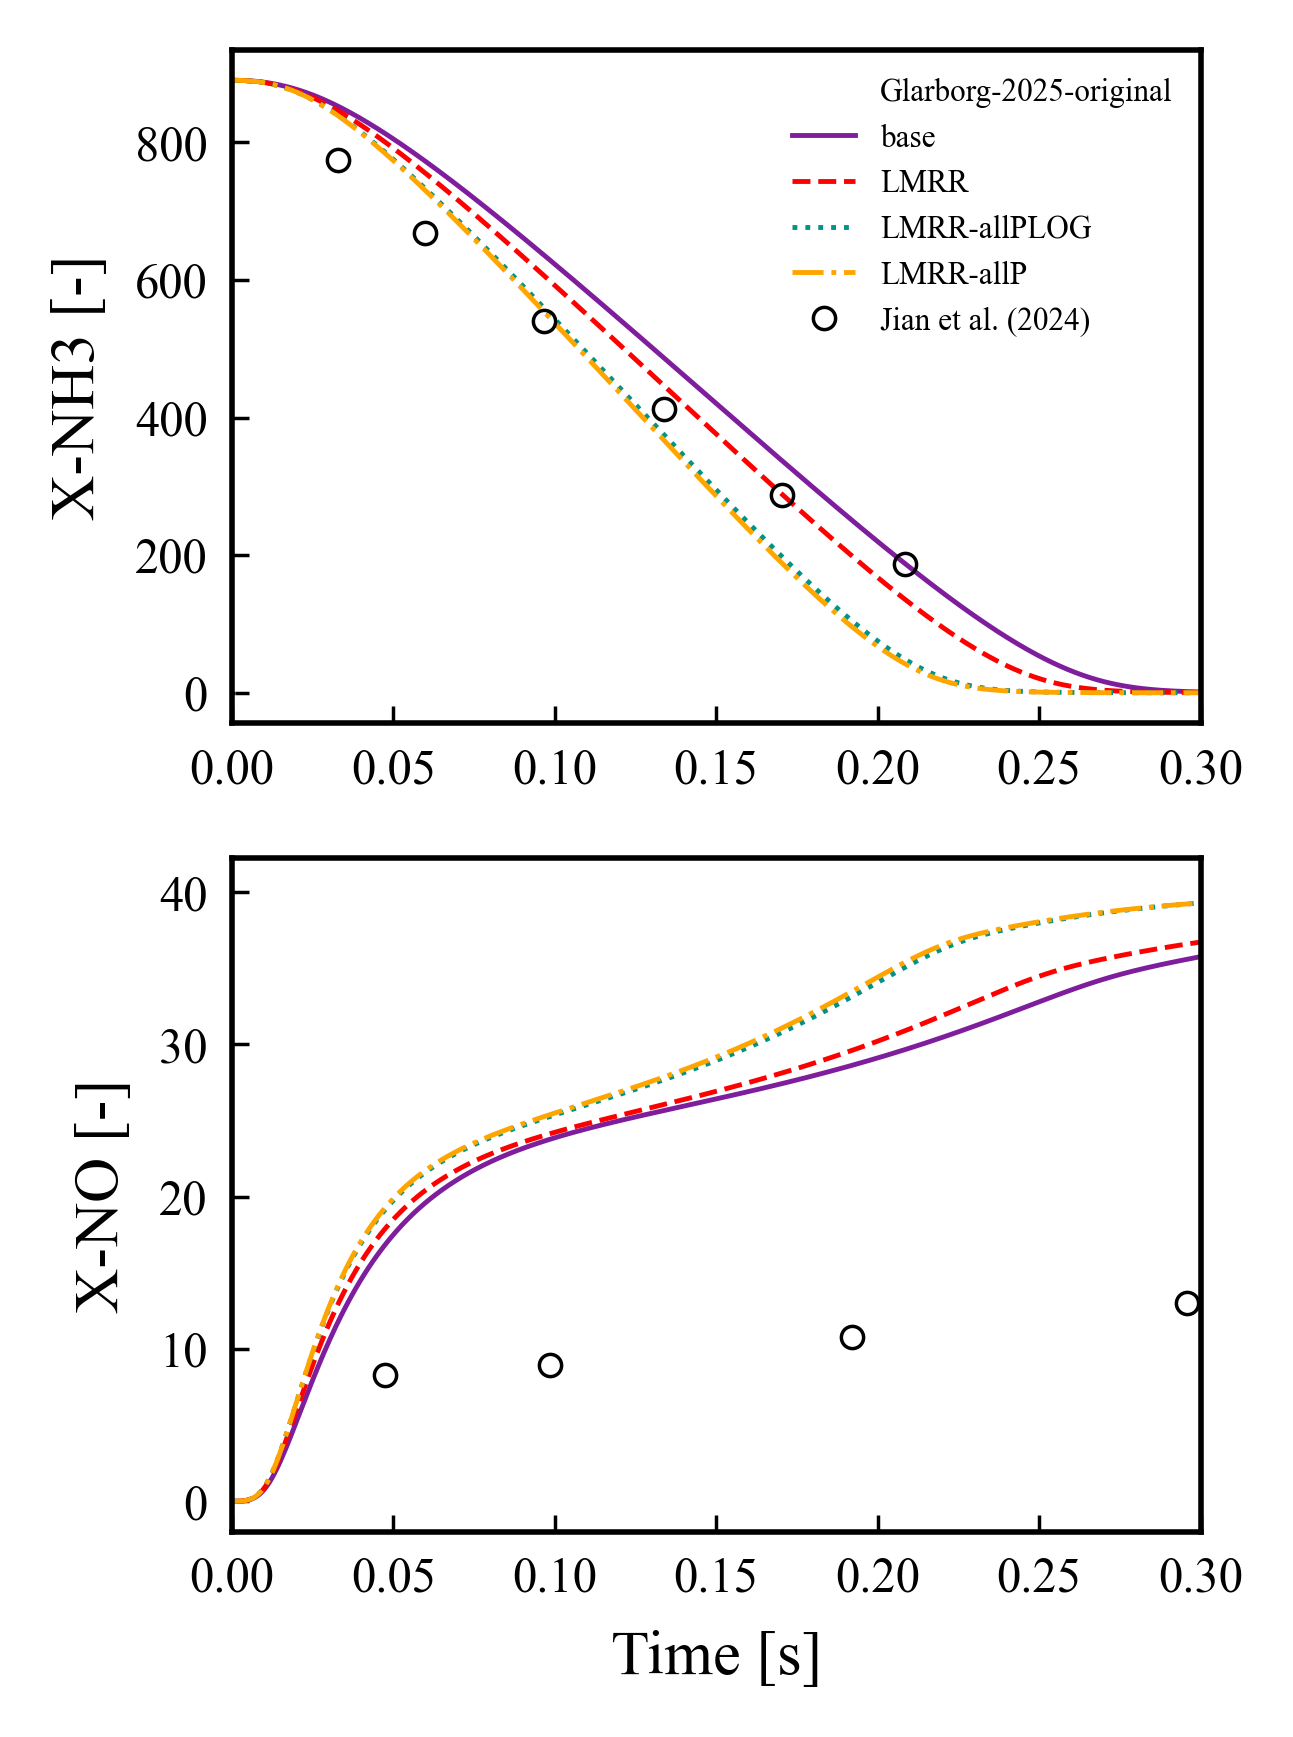 X-NH3 [-]
800
600
400
200
0
Glarborg-2025-original
base
LMRR
LMRR-allPLOG
LMRR-allP
Jian et al. (2024)
0.00 0.05 0.10 0.15 0.20 0.25 0.30
X-NO [-]
40
30
20
10
0
0.00 0.05 0.10 0.15 0.20 0.25 0.30
Time [s]